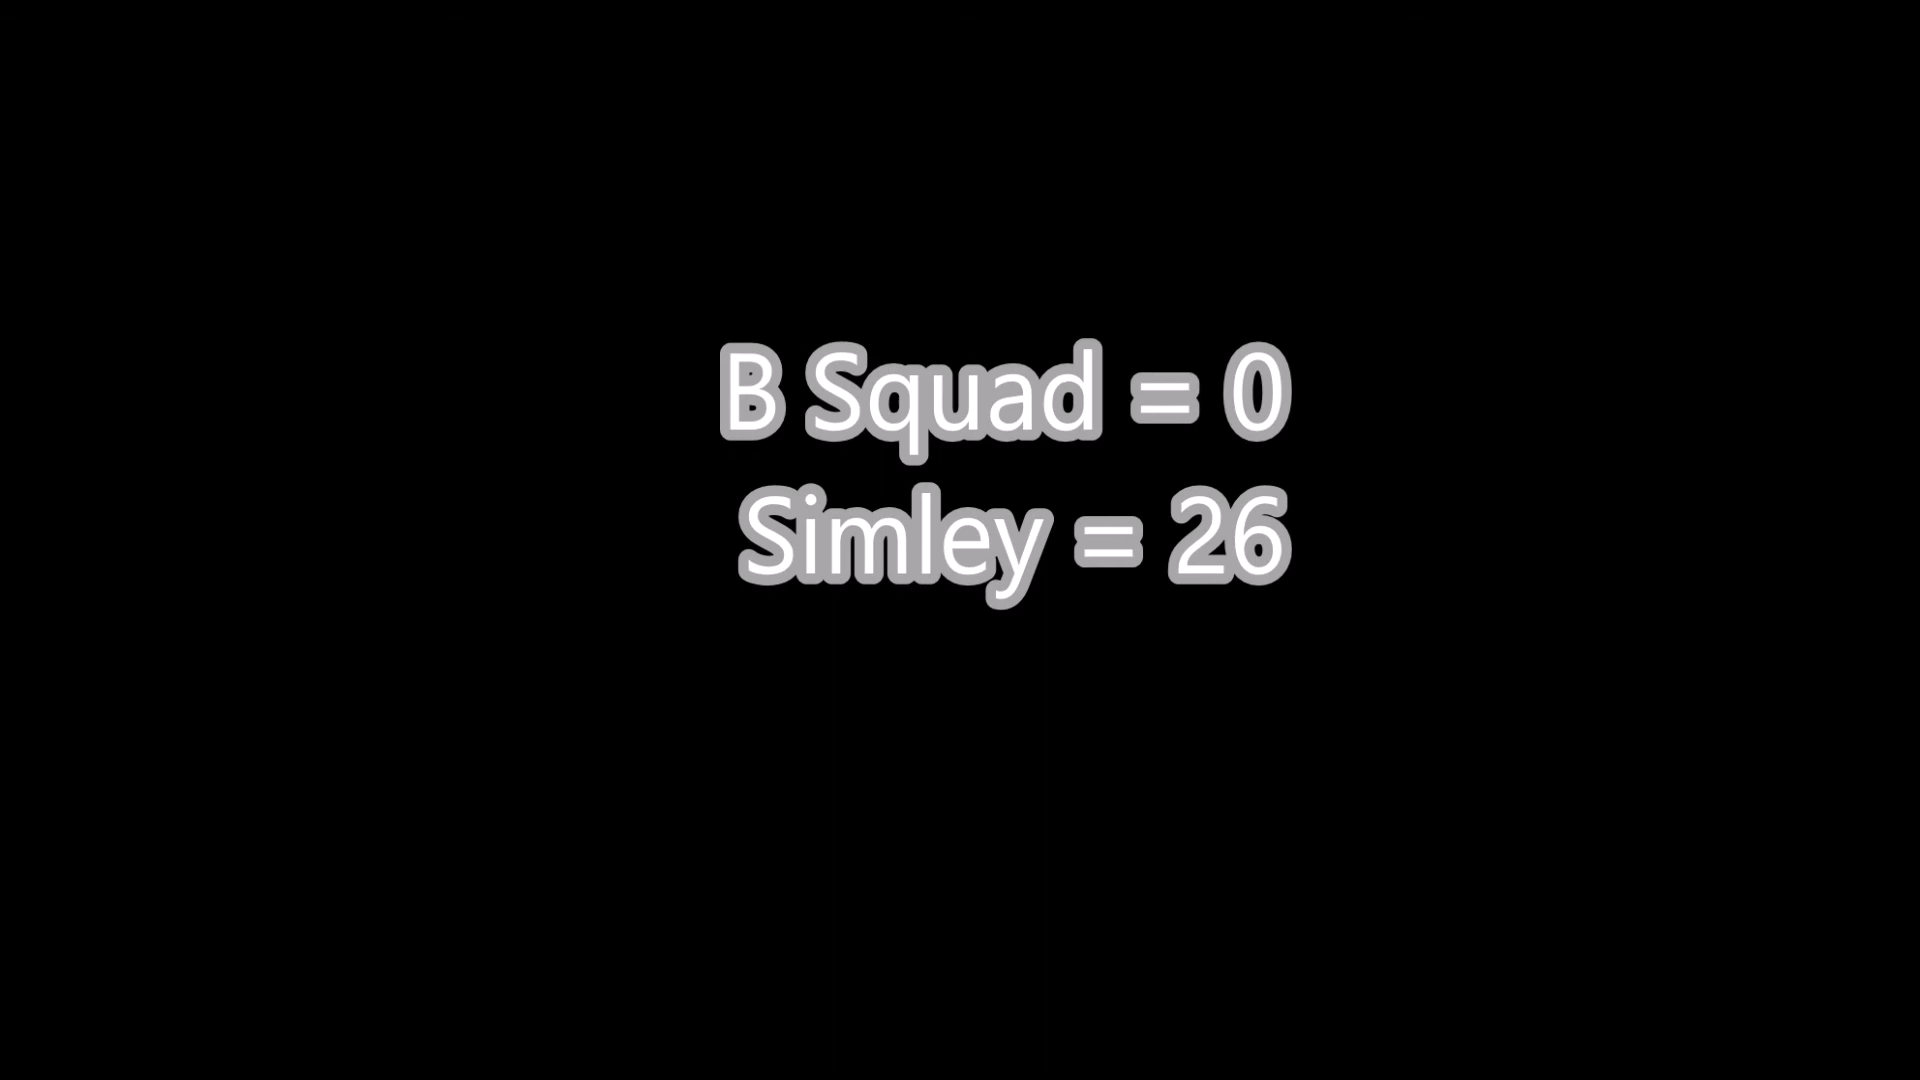 B Squad = 0
Simley = 26